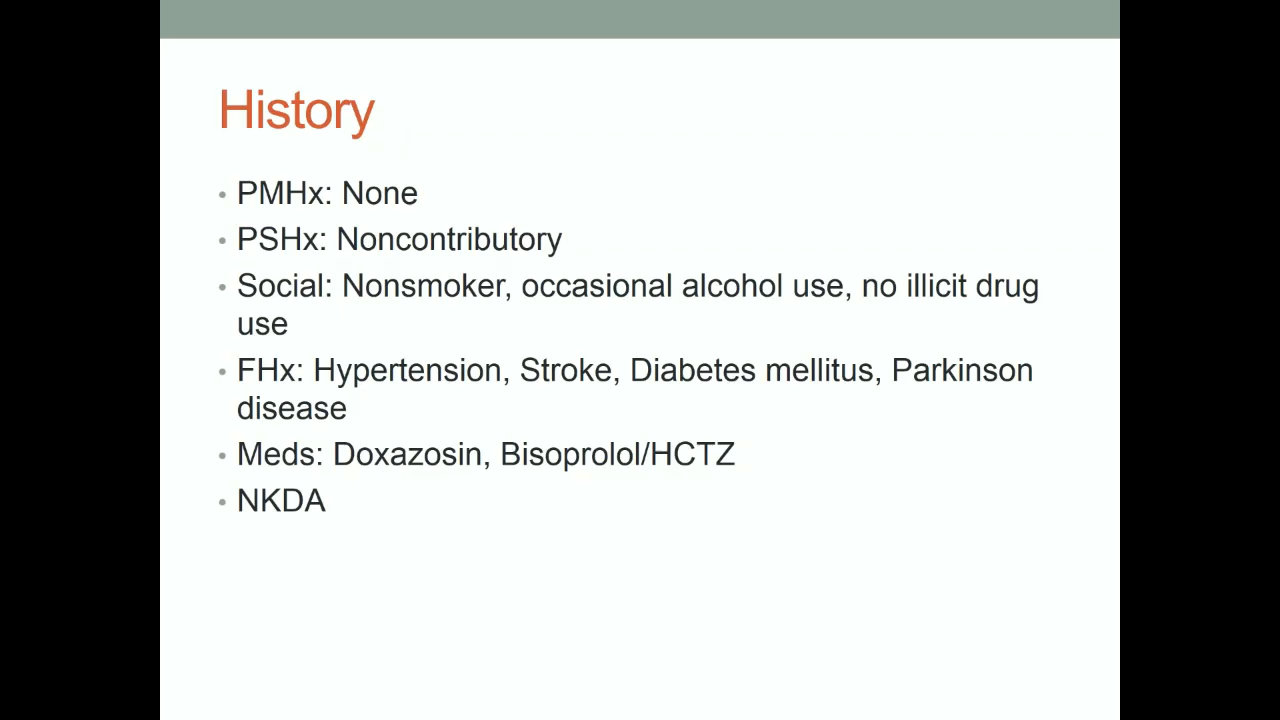 History
• PMHx: None
• PSHx: Noncontributory
• Social: Nonsmoker, occasional alcohol use, no illicit drug
use
• FHx: Hypertension, Stroke, Diabetes mellitus, Parkinson
disease
• Meds: Doxazosin, Bisoprolol/HCTZ
• NKDA